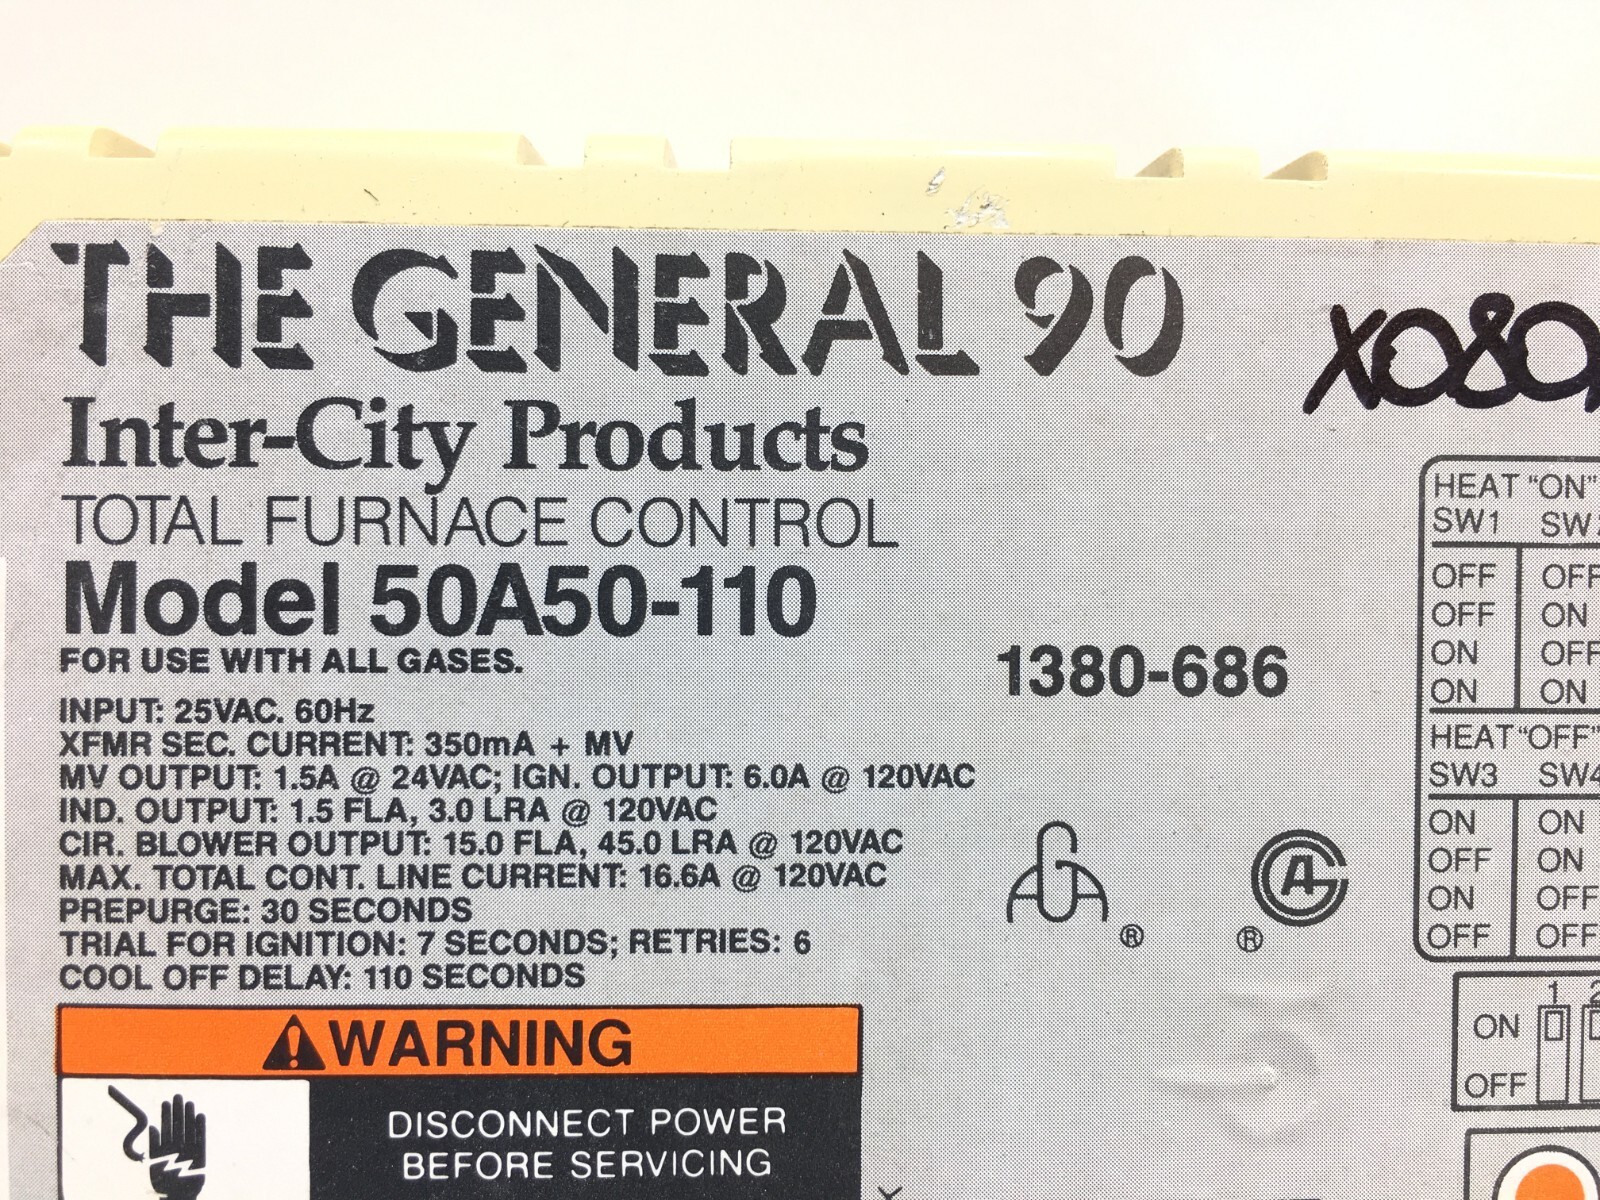 THE GENERAL 90
Inter-City Products
TOTAL FURNACE CONTROL
Model 50A50-110
FOR USE WITH ALL GASES.
1380-686
INPUT: 25VAC. 60Hz
XFMR SEC. CURRENT: 350mA + MV
MV OUTPUT: 1.5A @ 24VAC; IGN. OUTPUT: 6.0A @ 120VAC
IND. OUTPUT: 1.5 FLA, 3.0 LRA @ 120VAC
CIR. BLOWER OUTPUT: 15.0 FLA, 45.0 LRA @ 120VAC
MAX. TOTAL CONT. LINE CURRENT: 16.6A @ 120VAC
PREPURGE: 30 SECONDS
TRIAL FOR IGNITION: 7 SECONDS; RETRIES: 6
COOL OFF DELAY: 110 SECONDS
WARNING
DISCONNECT POWER
BEFORE SERVICING
AGA ®
®
X080
HEAT "ON"
SW1 SW2
OFF OFF
OFF ON
ON OFF
ON ON
HEAT "OFF"
SW3 SW4
ON ON
OFF ON
ON OFF
OFF OFF
1 2
ON
OFF